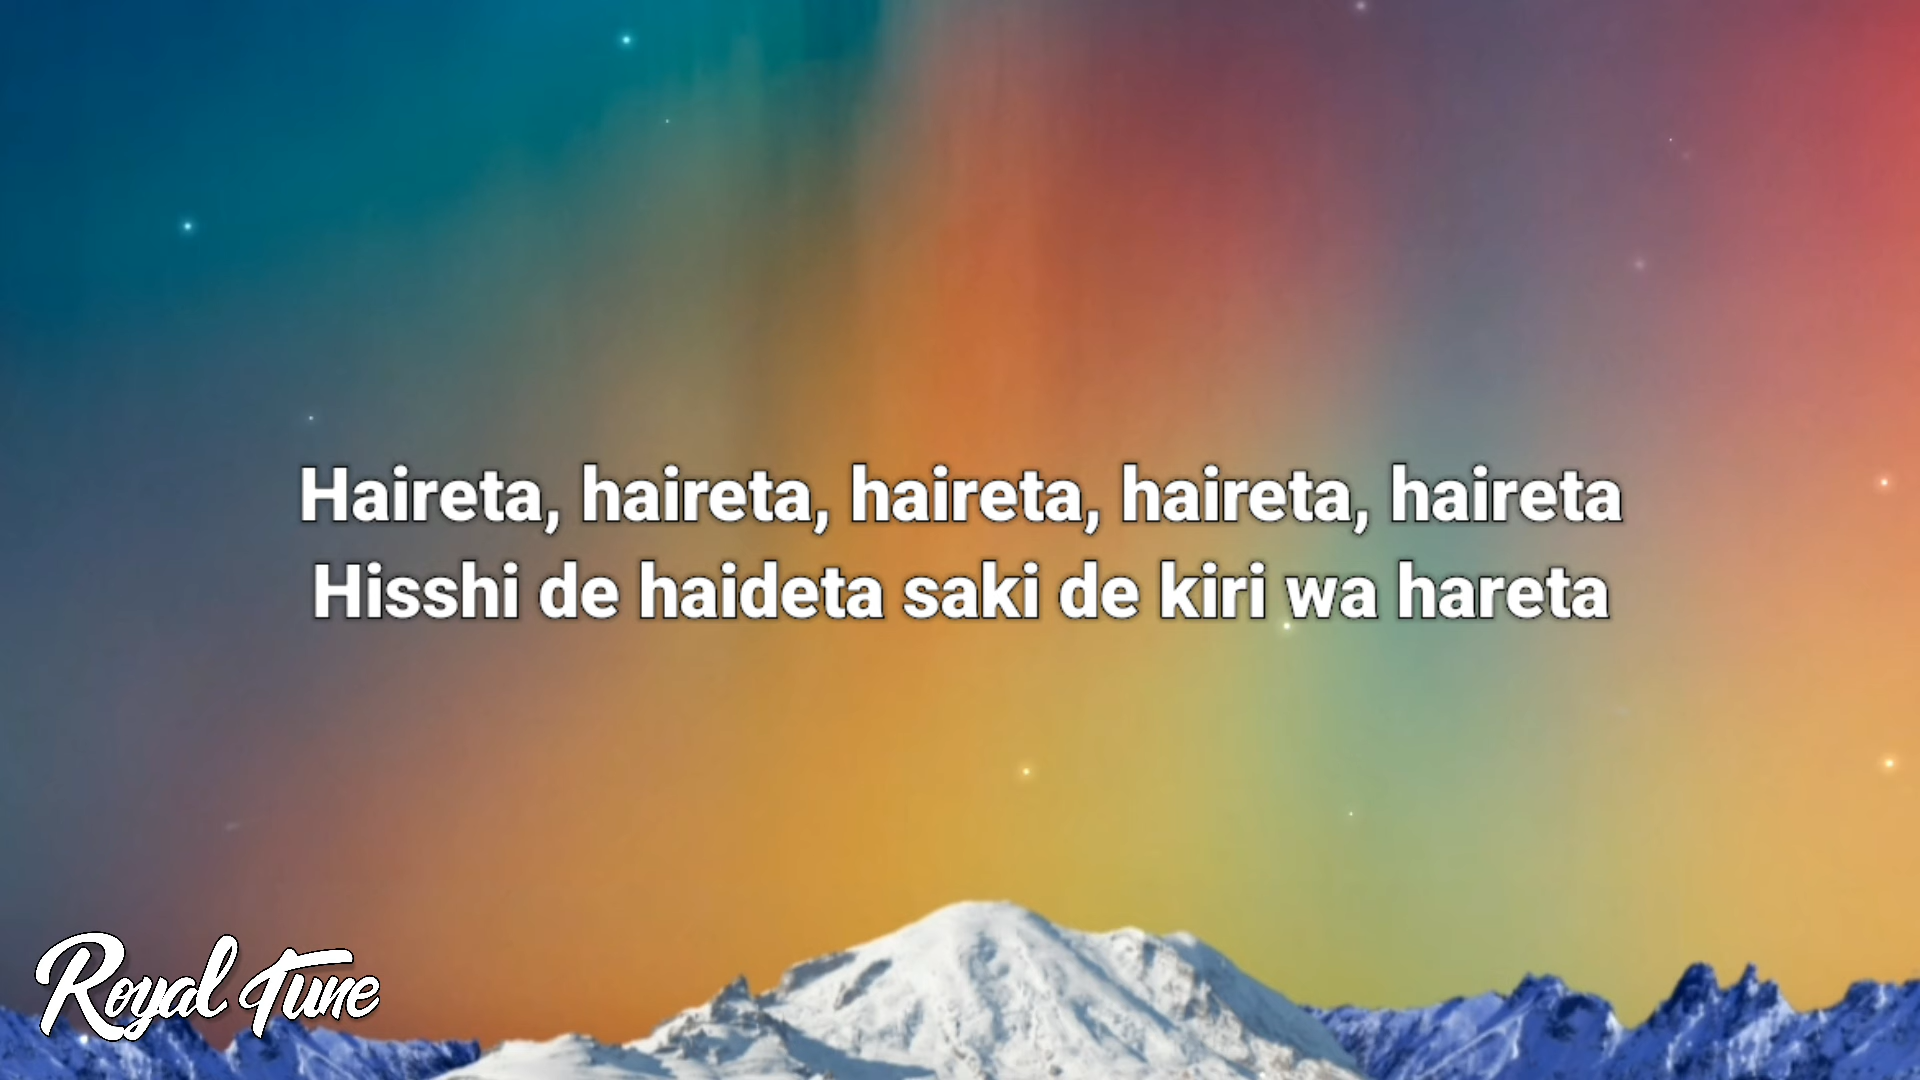 Haireta, haireta, haireta, haireta, haireta
Hisshi de haideta saki de kiri wa hareta
Royal Tune